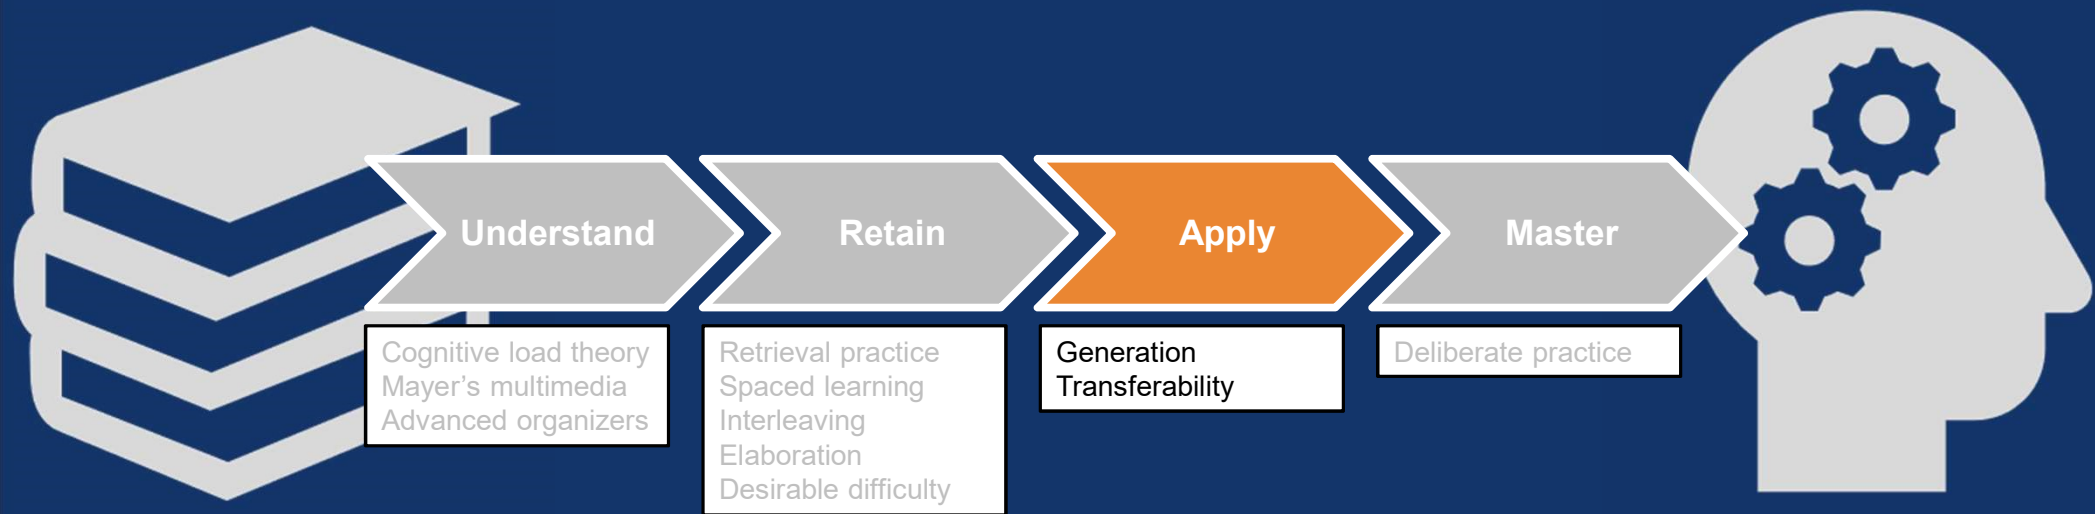 Understand
Retain
Apply
Master
Cognitive load theory
Mayer's multimedia
Advanced organizers
Retrieval practice
Spaced learning
Interleaving
Elaboration
Desirable difficulty
Generation
Transferability
Deliberate practice